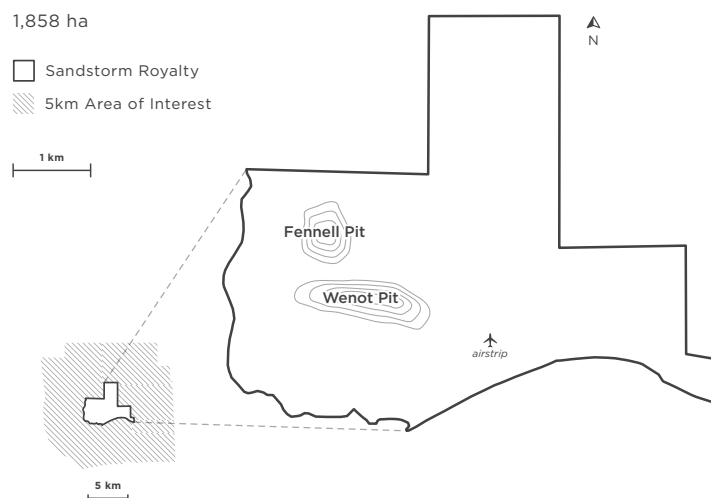 1,858 ha
Sandstorm Royalty
5km Area of Interest
1 km
N
Fennell Pit
Wenot Pit
airstrip
5 km